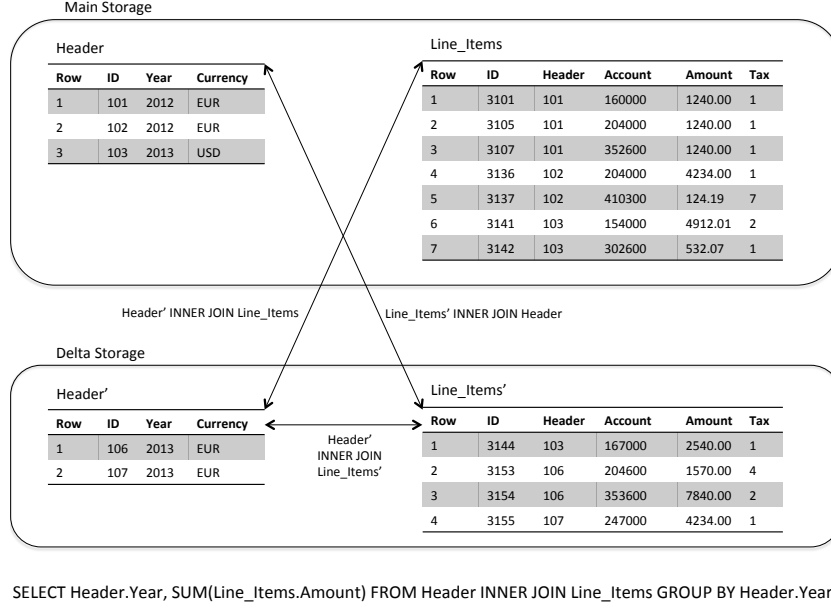 Main Storage
Header
Row ID Year Currency
1 101 2012 EUR
2 102 2012 EUR
3 103 2013 USD
Line_Items
Row ID Header Account Amount Tax
1 3101 101 160000 1240.00 1
2 3105 101 204000 1240.00 1
3 3107 101 352600 1240.00 1
4 3136 102 204000 4234.00 1
5 3137 102 410300 124.19 7
6 3141 103 154000 4912.01 2
7 3142 103 302600 532.07 1
Header' INNER JOIN Line_Items
Line_Items' INNER JOIN Header
Delta Storage
Header'
Row ID Year Currency
1 106 2013 EUR
2 107 2013 EUR
Header'
INNER JOIN
Line_Items'
Line_Items'
Row ID Header Account Amount Tax
1 3144 103 167000 2540.00 1
2 3153 106 204600 1570.00 4
3 3154 106 353600 7840.00 2
4 3155 107 247000 4234.00 1
SELECT Header.Year, SUM(Line_Items.Amount) FROM Header INNER JOIN Line_Items GROUP BY Header.Year